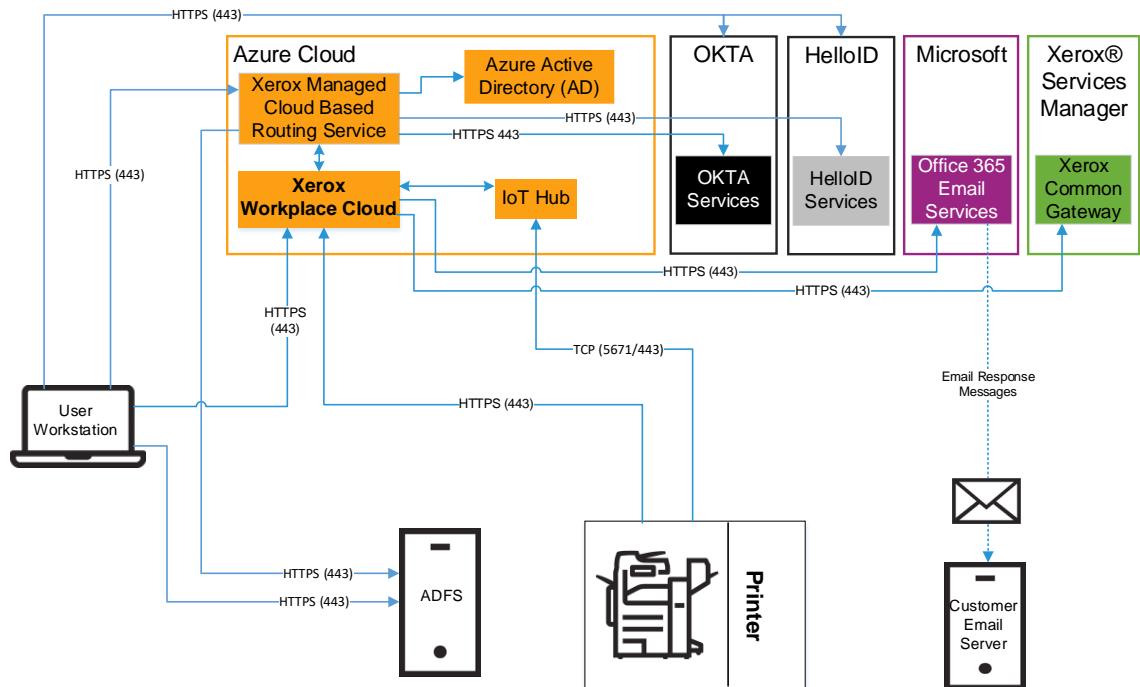 HTTPS (443)
Azure Cloud
OKTA
HelloID
Microsoft
Xerox®
Services
Manager
Xerox Managed
Cloud Based
Routing Service
Azure Active
Directory (AD)
HTTPS (443)
HTTPS 443
HTTPS (443)
OKTA
Services
HelloID
Services
Office 365
Email
Services
Xerox
Common
Gateway
Xerox
Workplace Cloud
IoT Hub
HTTPS (443)
HTTPS (443)
HTTPS
(443)
TCP (5671/443)
Email Response
Messages
User
Workstation
HTTPS (443)
HTTPS (443)
HTTPS (443)
ADFS
Printer
Customer
Email
Server